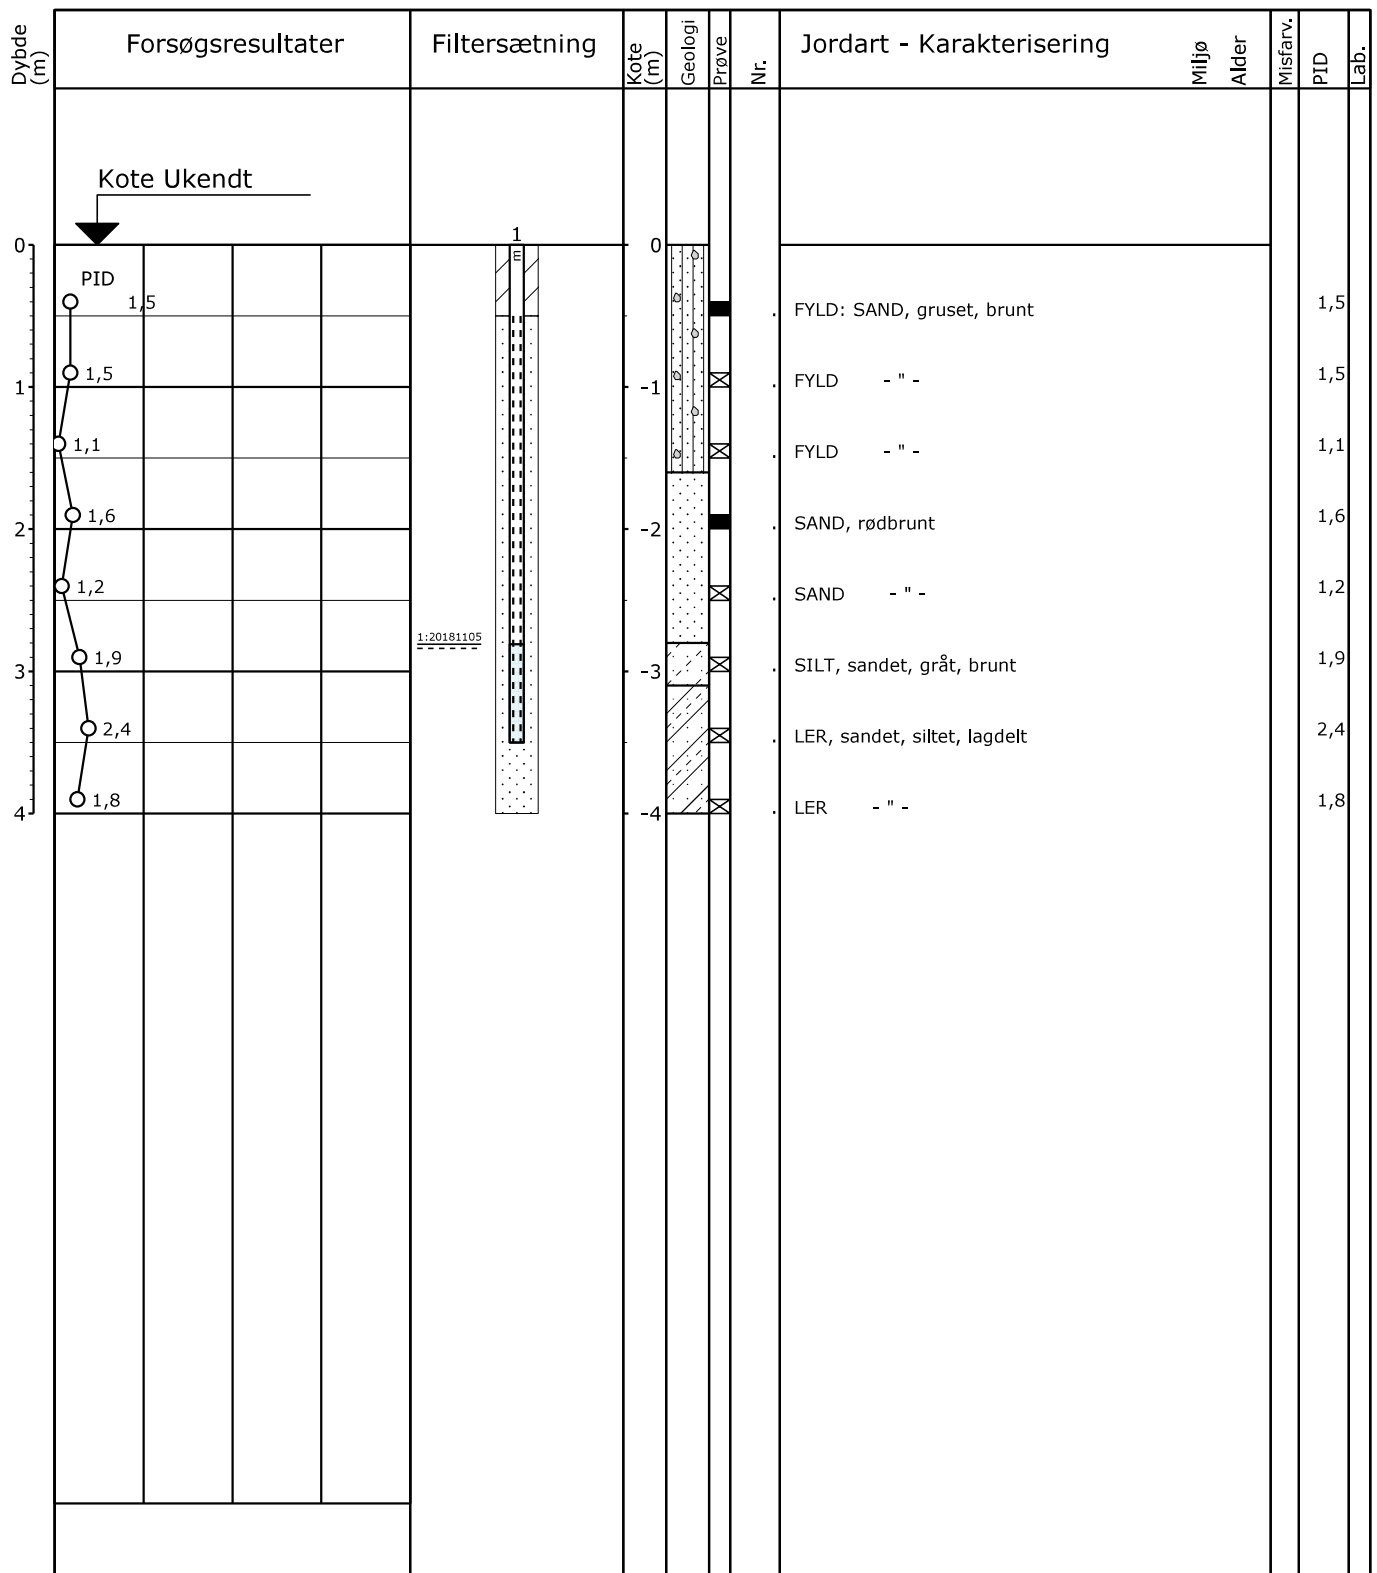 Dybde (m) Forsøgsresultater Filtersætning Kote (m) Geologi Prøve Nr. Jordart - Karakterisering Miljø Alder Misfarv. PID Lab.
Kote Ukendt
0 1 0
m
PID
1,5 . FYLD: SAND, gruset, brunt 1,5
1,5 . FYLD - " - 1,5
1 -1
1,1 . FYLD - " - 1,1
1,6 . SAND, rødbrunt 1,6
2 -2
1,2 . SAND - " - 1,2
1:20181105
1,9 . SILT, sandet, gråt, brunt 1,9
3 -3
2,4 . LER, sandet, siltet, lagdelt 2,4
1,8 . LER - " - 1,8
4 -4